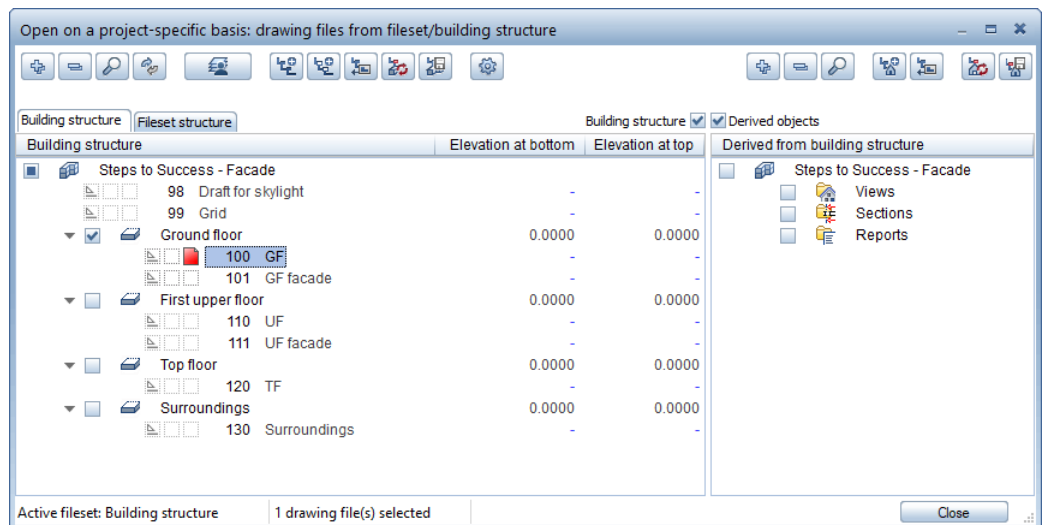 Open on a project-specific basis: drawing files from fileset/building structure
Building structure Fileset structure Building structure Derived objects
Building structure Elevation at bottom Elevation at top Derived from building structure
Steps to Success - Facade Steps to Success - Facade
98 Draft for skylight - - Views
99 Grid - - Sections
Ground floor 0.0000 0.0000 Reports
100 GF - -
101 GF facade - -
First upper floor 0.0000 0.0000
110 UF - -
111 UF facade - -
Top floor 0.0000 0.0000
120 TF - -
Surroundings 0.0000 0.0000
130 Surroundings - -
Active fileset: Building structure 1 drawing file(s) selected Close